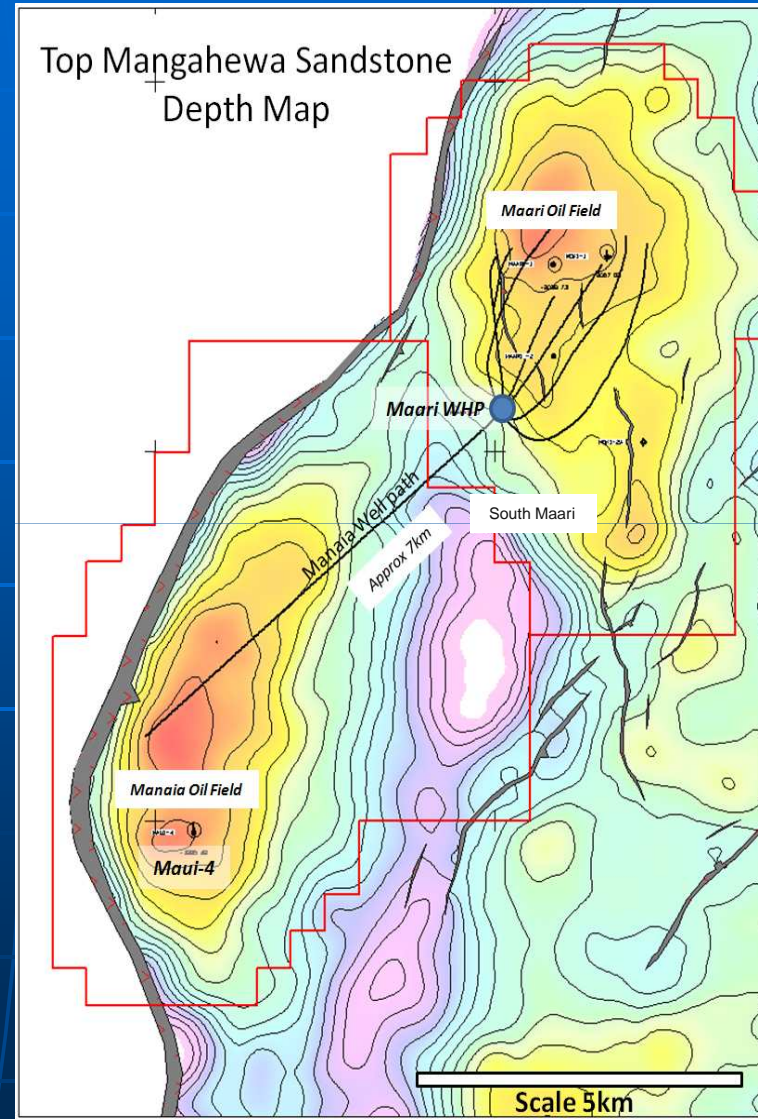 Top Mangahewa Sandstone
Depth Map
Maari Oil Field
Maari WHP
South Maari
Manaia Well path
Approx 7km
Manaia Oil Field
Maui-4
Scale 5km